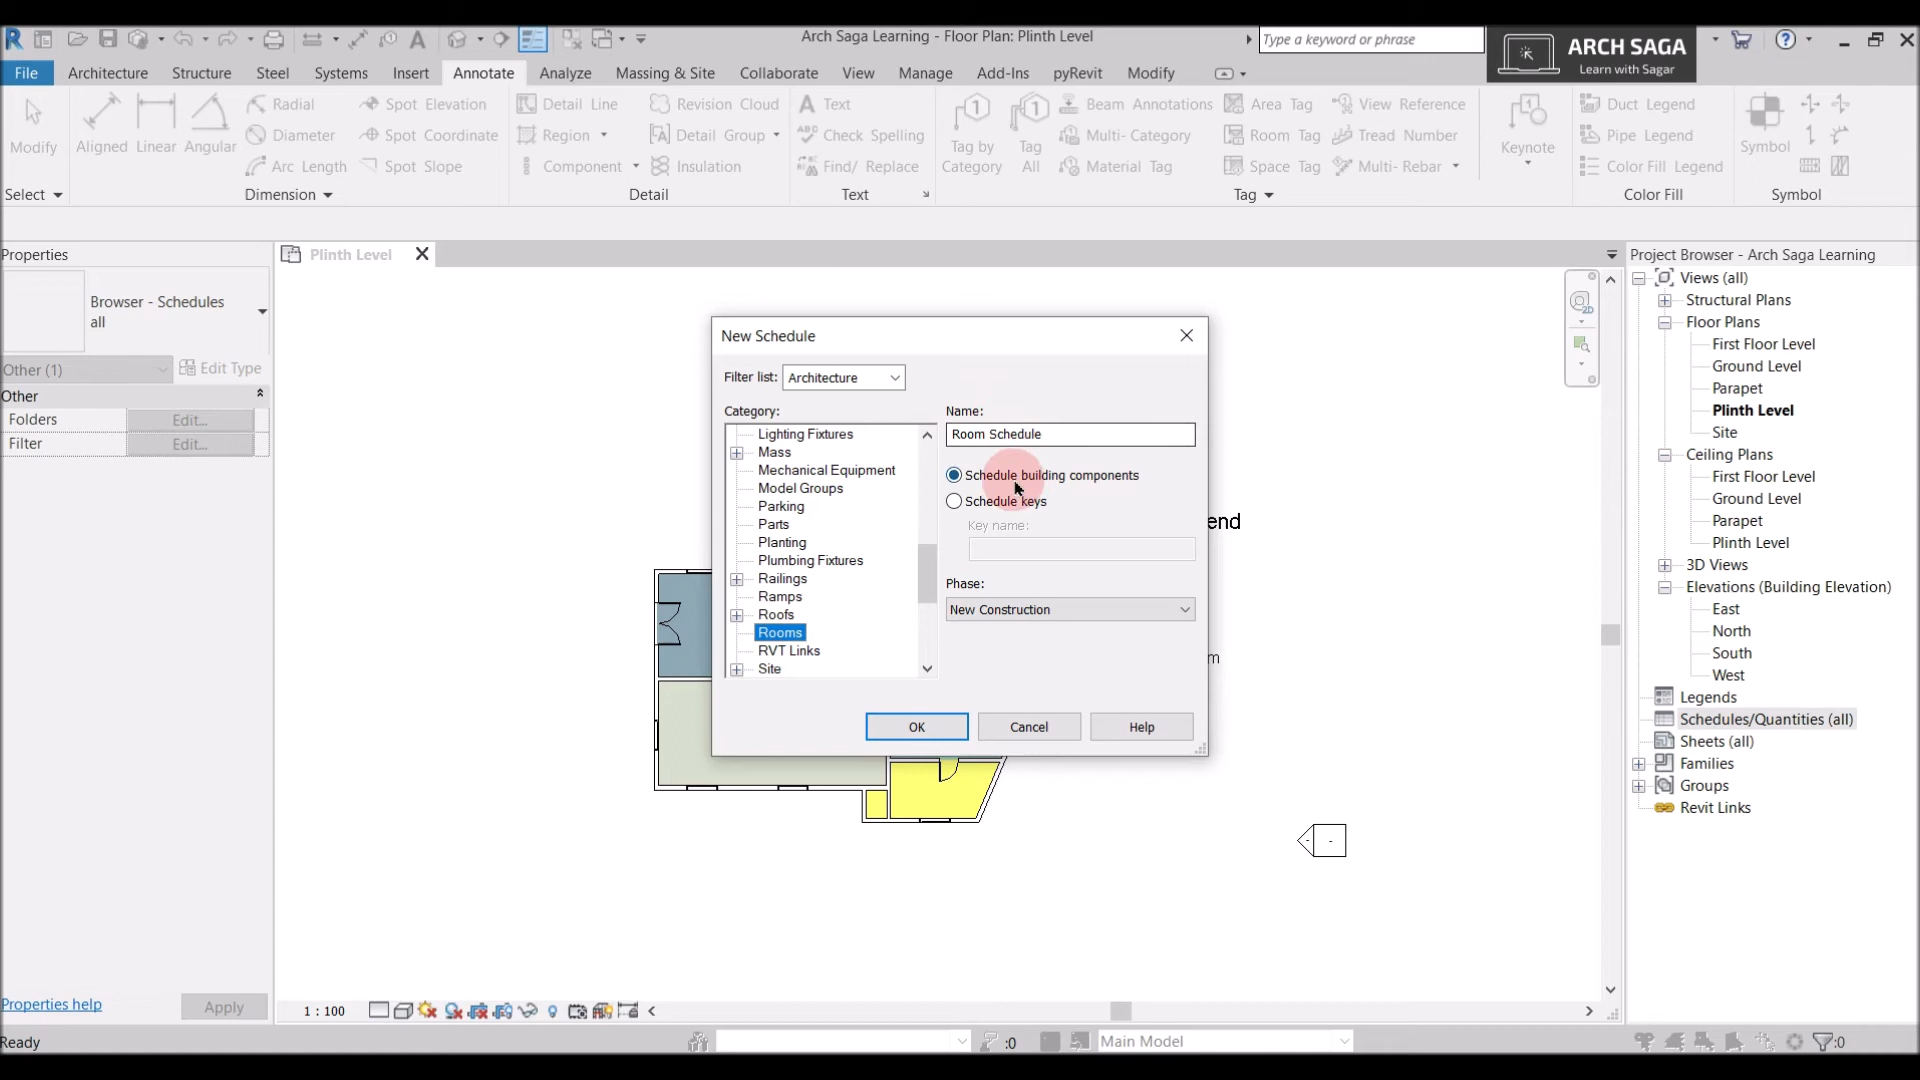 Arch Saga Learning - Floor Plan: Plinth Level
Type a keyword or phrase
ARCH SAGA
Learn with Sagar
File Architecture Structure Steel Systems Insert Annotate Analyze Massing & Site Collaborate View Manage Add-Ins pyRevit Modify
Modify
Aligned Linear Angular
Radial
Diameter
Arc Length
Spot Elevation
Spot Coordinate
Spot Slope
Detail Line
Region
Component
Revision Cloud
Detail Group
Insulation
Text
Check Spelling
Find/ Replace
Tag by
Category
Tag
All
Beam Annotations
Multi- Category
Material Tag
Area Tag
Room Tag
Space Tag
View Reference
Tread Number
Multi- Rebar
Keynote
Duct Legend
Pipe Legend
Color Fill Legend
Symbol
Select Dimension Detail Text Tag Color Fill Symbol
Properties
Browser - Schedules
all
Other (1) Edit Type
Other
Folders Edit...
Filter Edit...
Properties help Apply
Plinth Level
New Schedule
Filter list: Architecture
Category:
Lighting Fixtures
Mass
Mechanical Equipment
Model Groups
Parking
Parts
Planting
Plumbing Fixtures
Railings
Ramps
Roofs
Rooms
RVT Links
Site
Name:
Room Schedule
Schedule building components
Schedule keys
Key name:
Phase:
New Construction
OK Cancel Help
end
m
Project Browser - Arch Saga Learning
Views (all)
Structural Plans
Floor Plans
First Floor Level
Ground Level
Parapet
Plinth Level
Site
Ceiling Plans
First Floor Level
Ground Level
Parapet
Plinth Level
3D Views
Elevations (Building Elevation)
East
North
South
West
Legends
Schedules/Quantities (all)
Sheets (all)
Families
Groups
Revit Links
1 : 100
Ready
:0
Main Model
:0